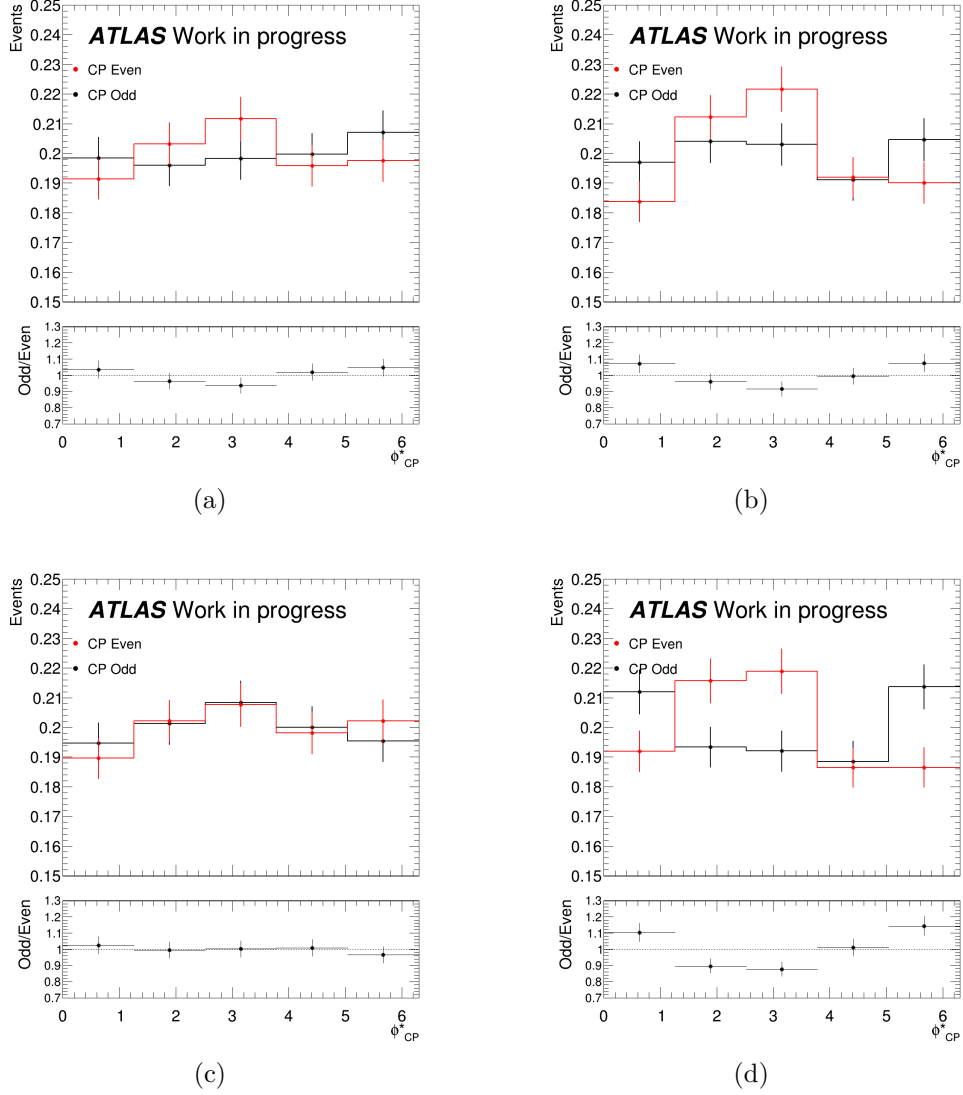 Events
0.25
0.24
0.23
0.22
0.21
0.2
0.19
0.18
0.17
0.16
0.15
ATLAS Work in progress
CP Even
CP Odd
Odd/Even
1.3
1.2
1.1
1
0.9
0.8
0.7
0 1 2 3 4 5 6
ϕ*CP
(a)
Events
0.25
0.24
0.23
0.22
0.21
0.2
0.19
0.18
0.17
0.16
0.15
ATLAS Work in progress
CP Even
CP Odd
Odd/Even
1.3
1.2
1.1
1
0.9
0.8
0.7
0 1 2 3 4 5 6
ϕ*CP
(b)
Events
0.25
0.24
0.23
0.22
0.21
0.2
0.19
0.18
0.17
0.16
0.15
ATLAS Work in progress
CP Even
CP Odd
Odd/Even
1.3
1.2
1.1
1
0.9
0.8
0.7
0 1 2 3 4 5 6
ϕ*CP
(c)
Events
0.25
0.24
0.23
0.22
0.21
0.2
0.19
0.18
0.17
0.16
0.15
ATLAS Work in progress
CP Even
CP Odd
Odd/Even
1.3
1.2
1.1
1
0.9
0.8
0.7
0 1 2 3 4 5 6
ϕ*CP
(d)